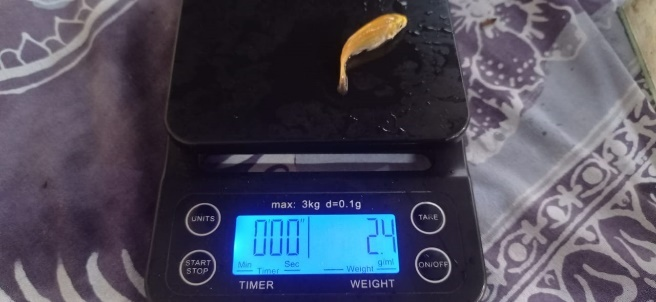 max: 3kg d=0.1g
UNITS
TAKE
000" 2.4
Min Sec g/ml
Timer Weight
START STOP
ON/OFF
TIMER WEIGHT